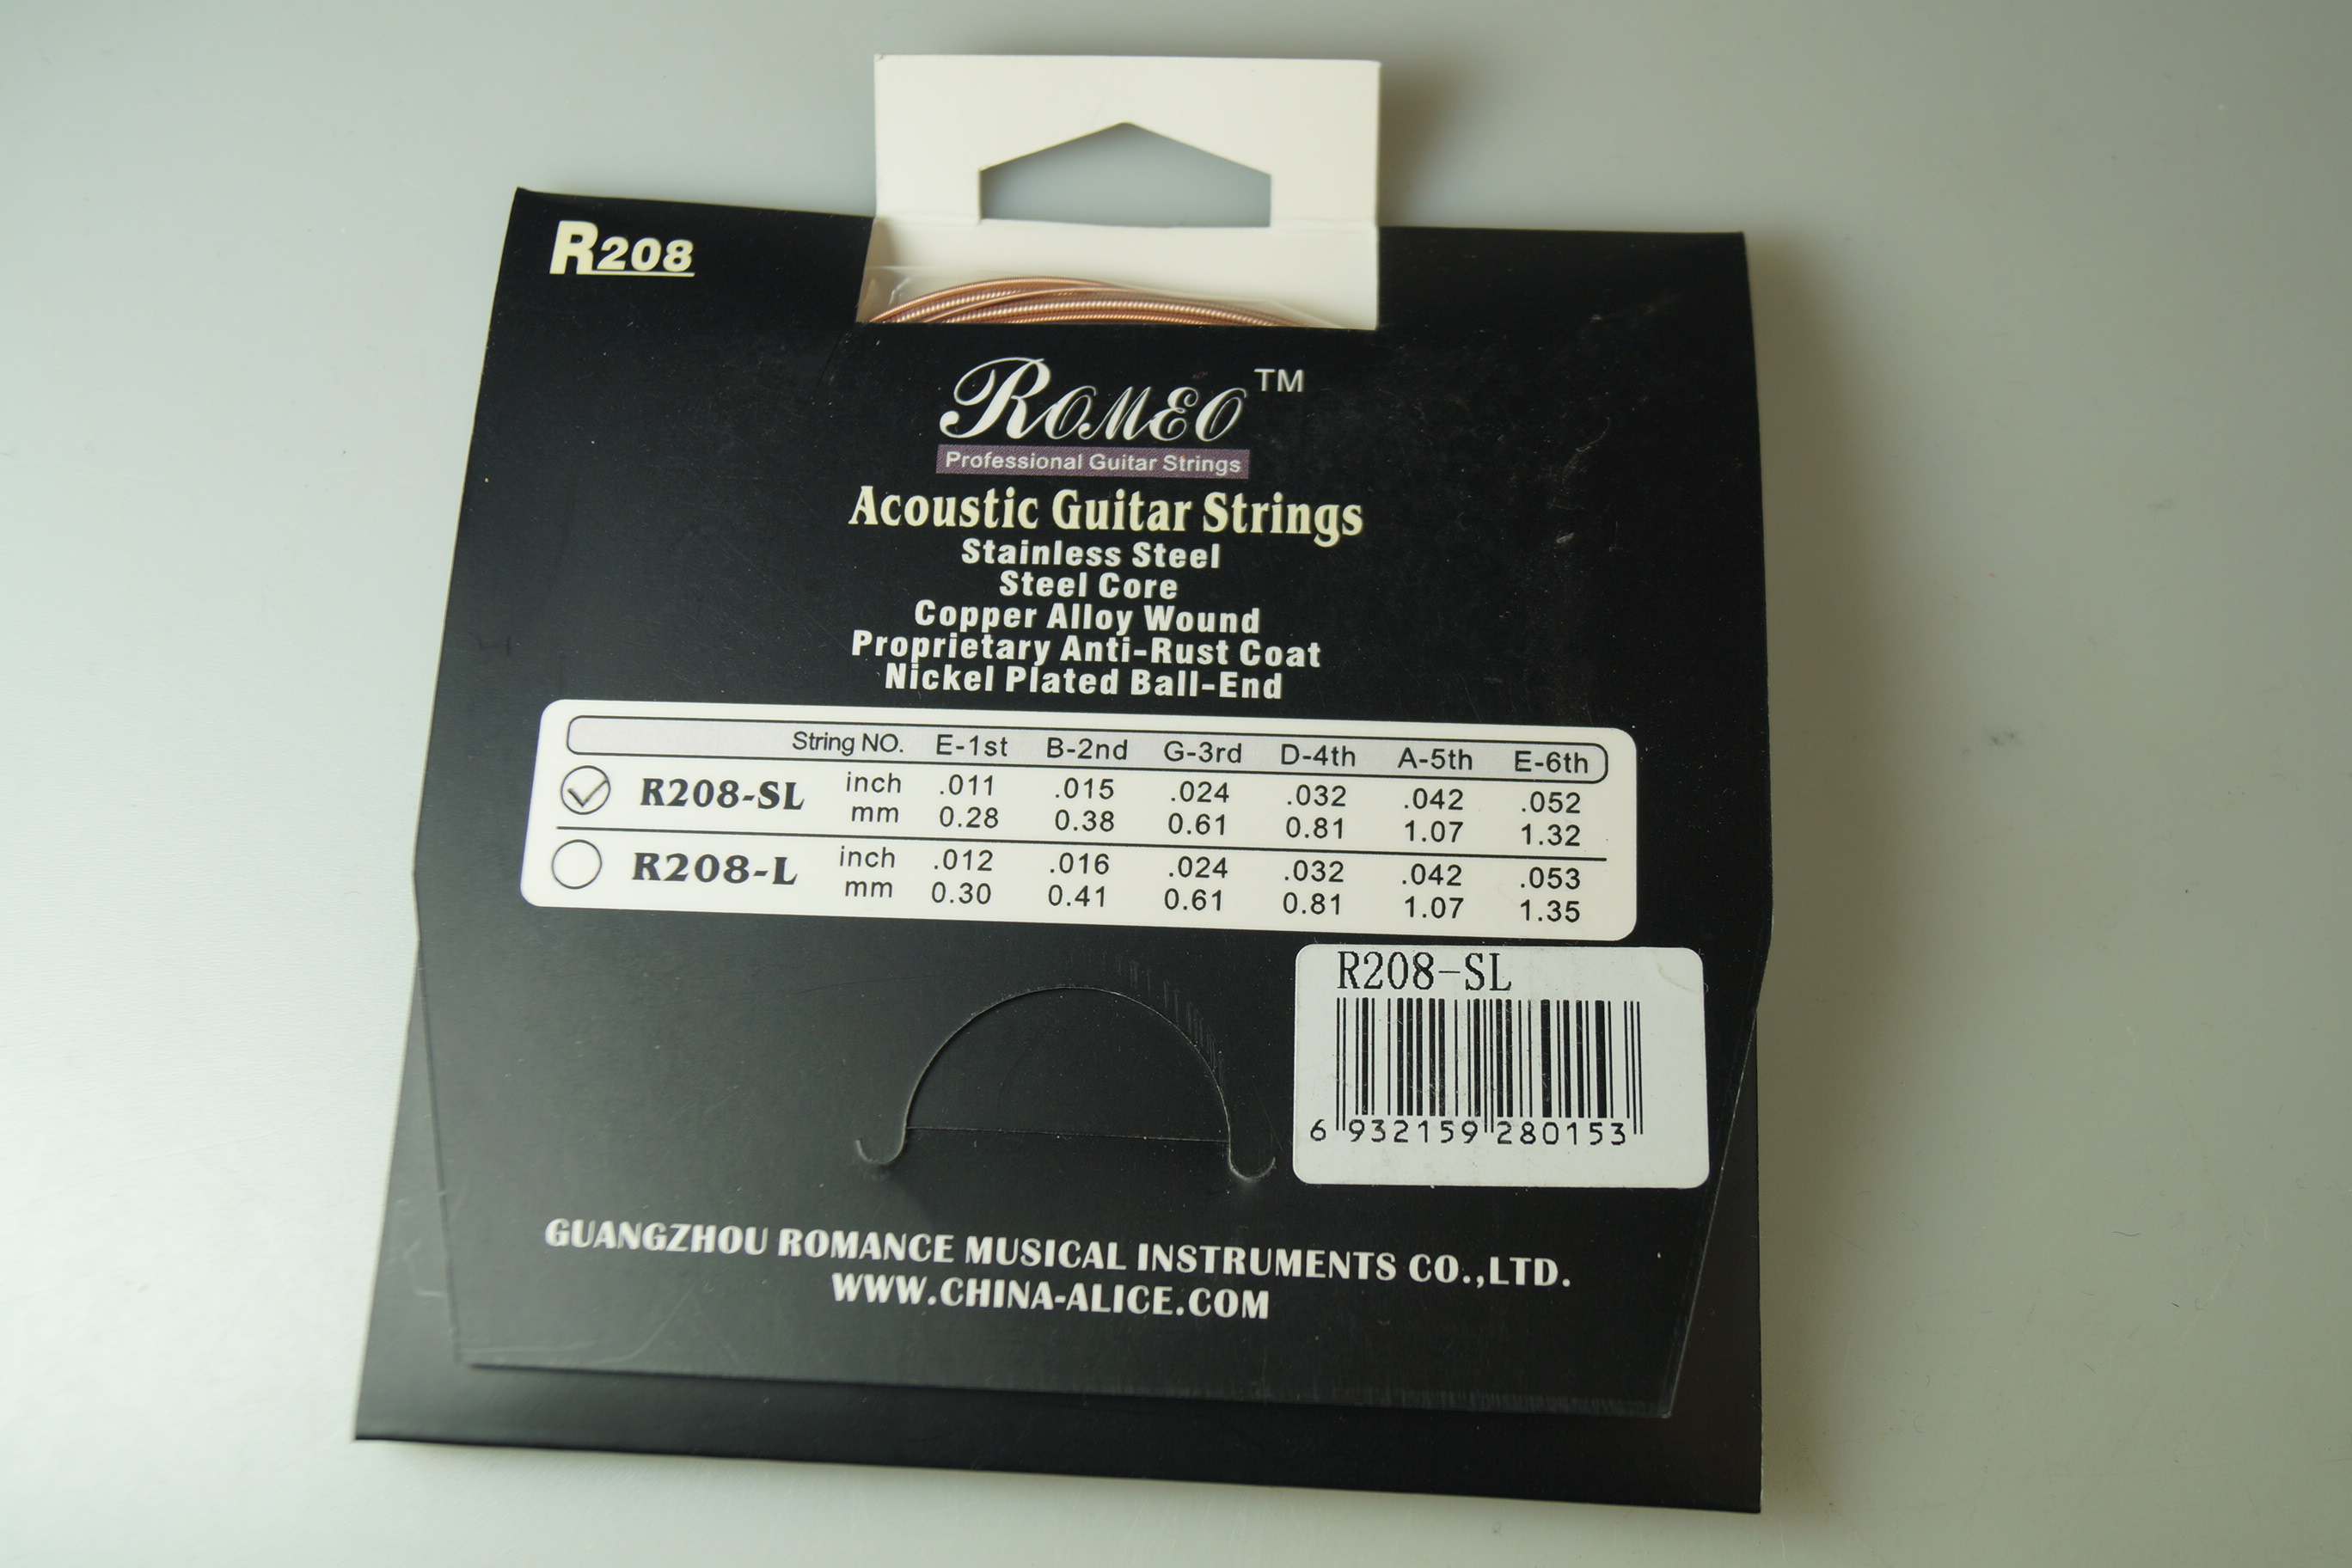 R208
ROMEO TM
Professional Guitar Strings
Acoustic Guitar Strings
Stainless Steel
Steel Core
Copper Alloy Wound
Proprietary Anti-Rust Coat
Nickel Plated Ball-End
String NO. E-1st B-2nd G-3rd D-4th A-5th E-6th
R208-SL inch .011 .015 .024 .032 .042 .052
mm 0.28 0.38 0.61 0.81 1.07 1.32
R208-L inch .012 .016 .024 .032 .042 .053
mm 0.30 0.41 0.61 0.81 1.07 1.35
R208-SL
6 932159 280153
GUANGZHOU ROMANCE MUSICAL INSTRUMENTS CO.,LTD.
WWW.CHINA-ALICE.COM